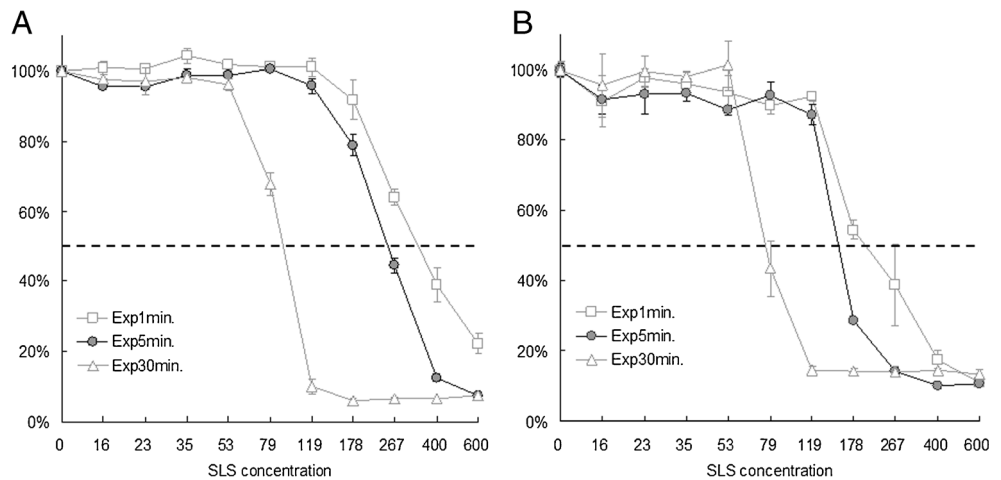 A
100%
80%
60%
40%
20%
0%
Exp1min.
Exp5min.
Exp30min.
0 16 23 35 53 79 119 178 267 400 600
SLS concentration
B
100%
80%
60%
40%
20%
0%
Exp1min.
Exp5min.
Exp30min.
0 16 23 35 53 79 119 178 267 400 600
SLS concentration